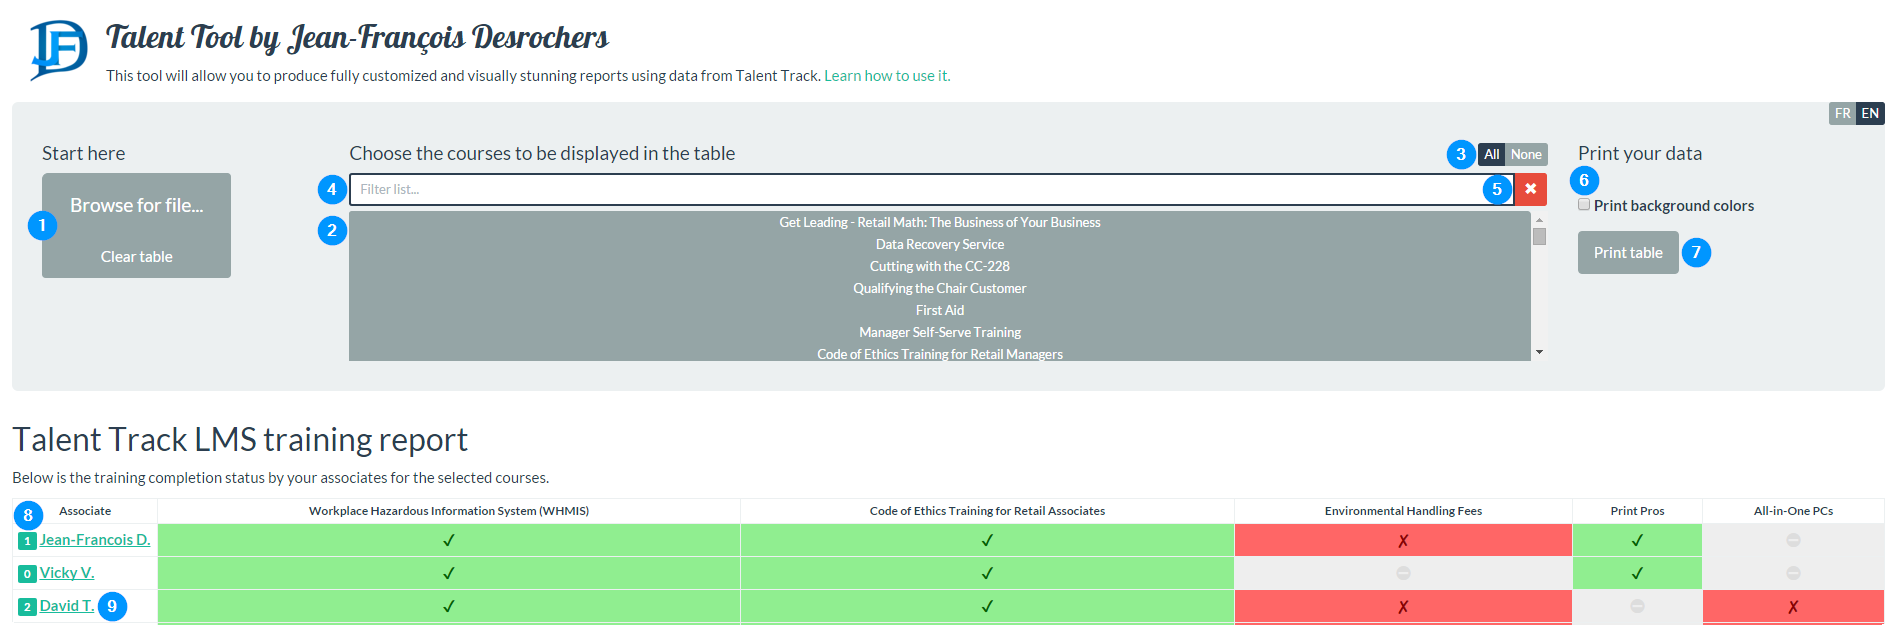 JFD
Talent Tool by Jean-François Desrochers
This tool will allow you to produce fully customized and visually stunning reports using data from Talent Track. Learn how to use it.
FR EN
Start here
Choose the courses to be displayed in the table
3 All None
Print your data
1 Browse for file...
Clear table
4 Filter list... 5 ✖
2 Get Leading - Retail Math: The Business of Your Business
Data Recovery Service
Cutting with the CC-228
Qualifying the Chair Customer
First Aid
Manager Self-Serve Training
Code of Ethics Training for Retail Managers
6
Print background colors
Print table 7
Talent Track LMS training report
Below is the training completion status by your associates for the selected courses.
8 Associate Workplace Hazardous Information System (WHMIS) Code of Ethics Training for Retail Associates Environmental Handling Fees Print Pros All-in-One PCs
1 Jean-Francois D. ✓ ✓ ✗ ✓
0 Vicky V. ✓ ✓ ✓
2 David T. 9 ✓ ✓ ✗ ✗